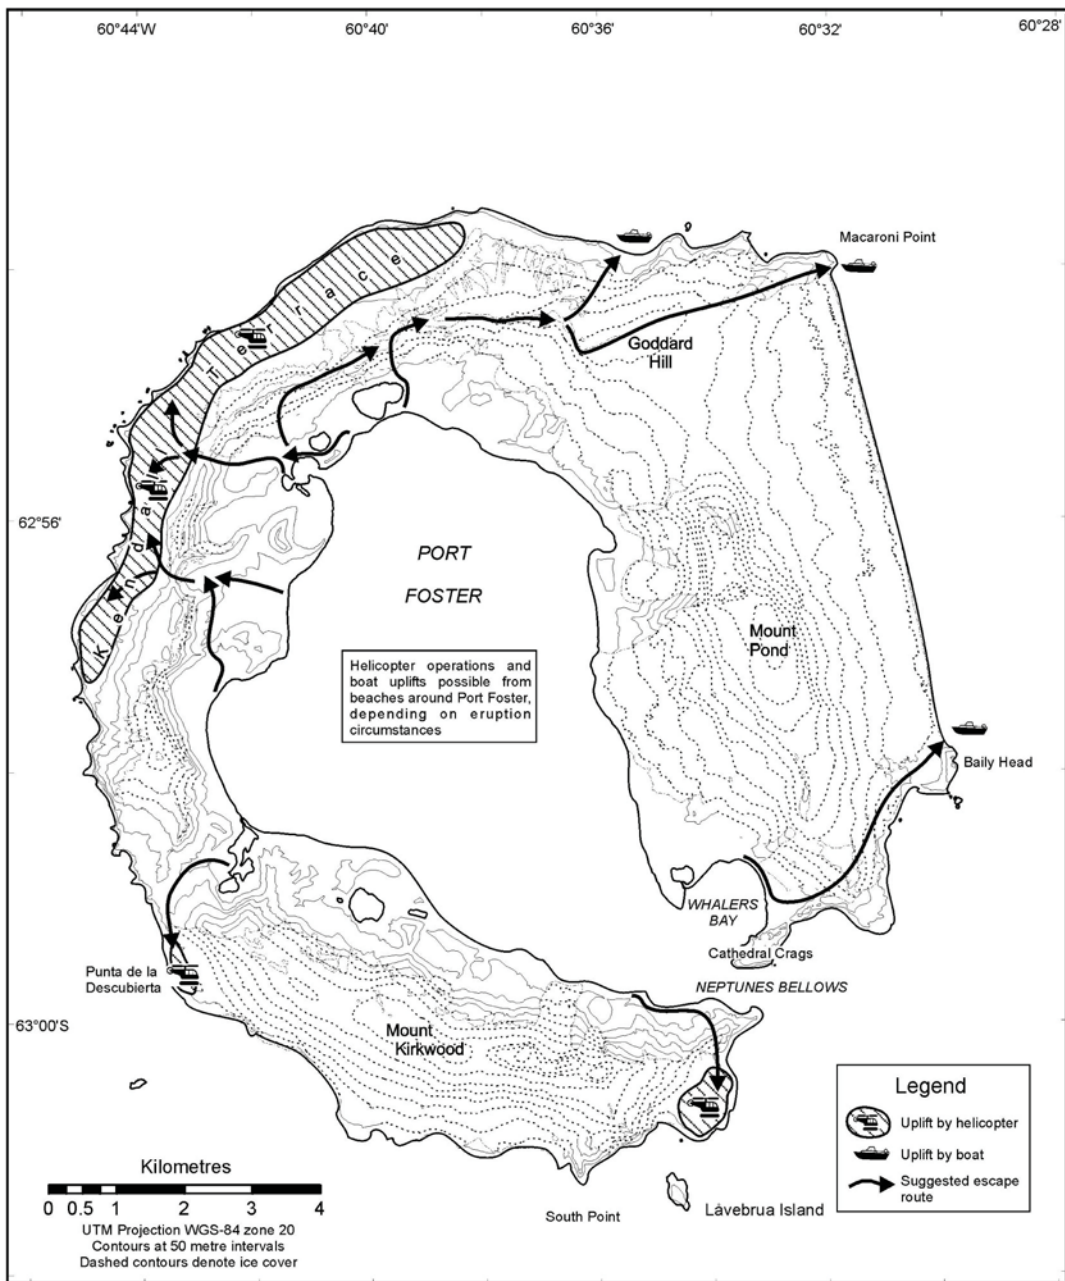 60°44'W
60°40'
60°36'
60°32'
60°28'
Macaroni Point
Kendall Terrace
Goddard
Hill
62°56'
PORT
FOSTER
Mount
Pond
Helicopter operations and
boat uplifts possible from
beaches around Port Foster,
depending on eruption
circumstances
Baily Head
WHALERS
BAY
Cathedral Crags
Punta de la
Descubierta
NEPTUNES BELLOWS
63°00'S
Mount
Kirkwood
Legend
Uplift by helicopter
Uplift by boat
Suggested escape
route
Kilometres
0 0.5 1 2 3 4
UTM Projection WGS-84 zone 20
Contours at 50 metre intervals
Dashed contours denote ice cover
South Point
Lávebrua Island